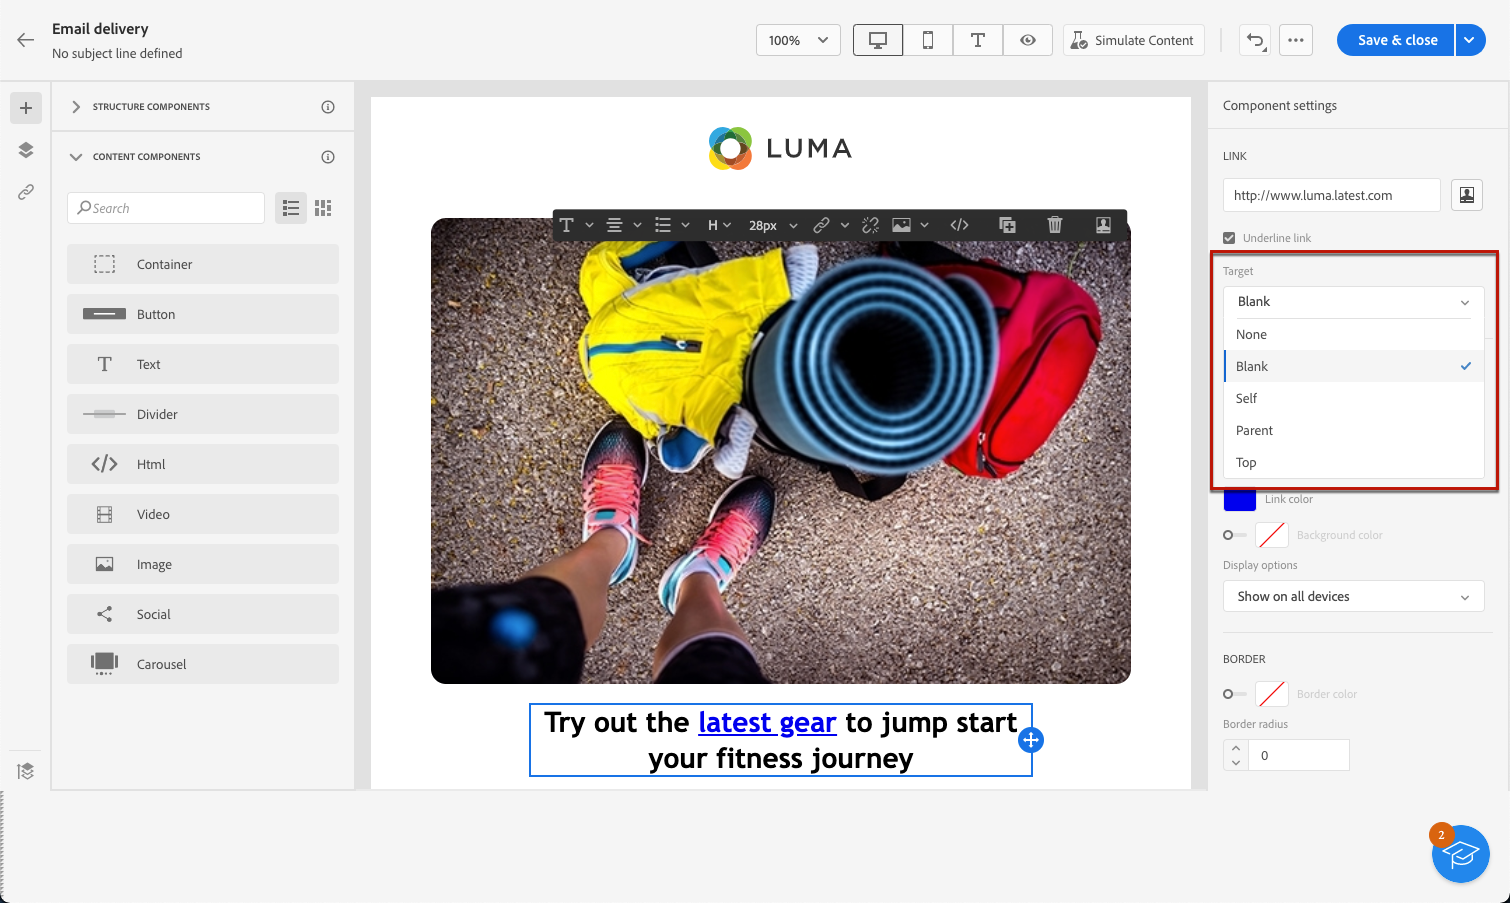 Email delivery
No subject line defined
100%
Simulate Content
Save & close
STRUCTURE COMPONENTS
CONTENT COMPONENTS
Search
Container
Button
Text
Divider
Html
Video
Image
Social
Carousel
LUMA
H
28px
Try out the latest gear to jump start
your fitness journey
Component settings
LINK
http://www.luma.latest.com
Underline link
Target
Blank
None
Blank
Self
Parent
Top
Link color
Background color
Display options
Show on all devices
BORDER
Border color
Border radius
0
2